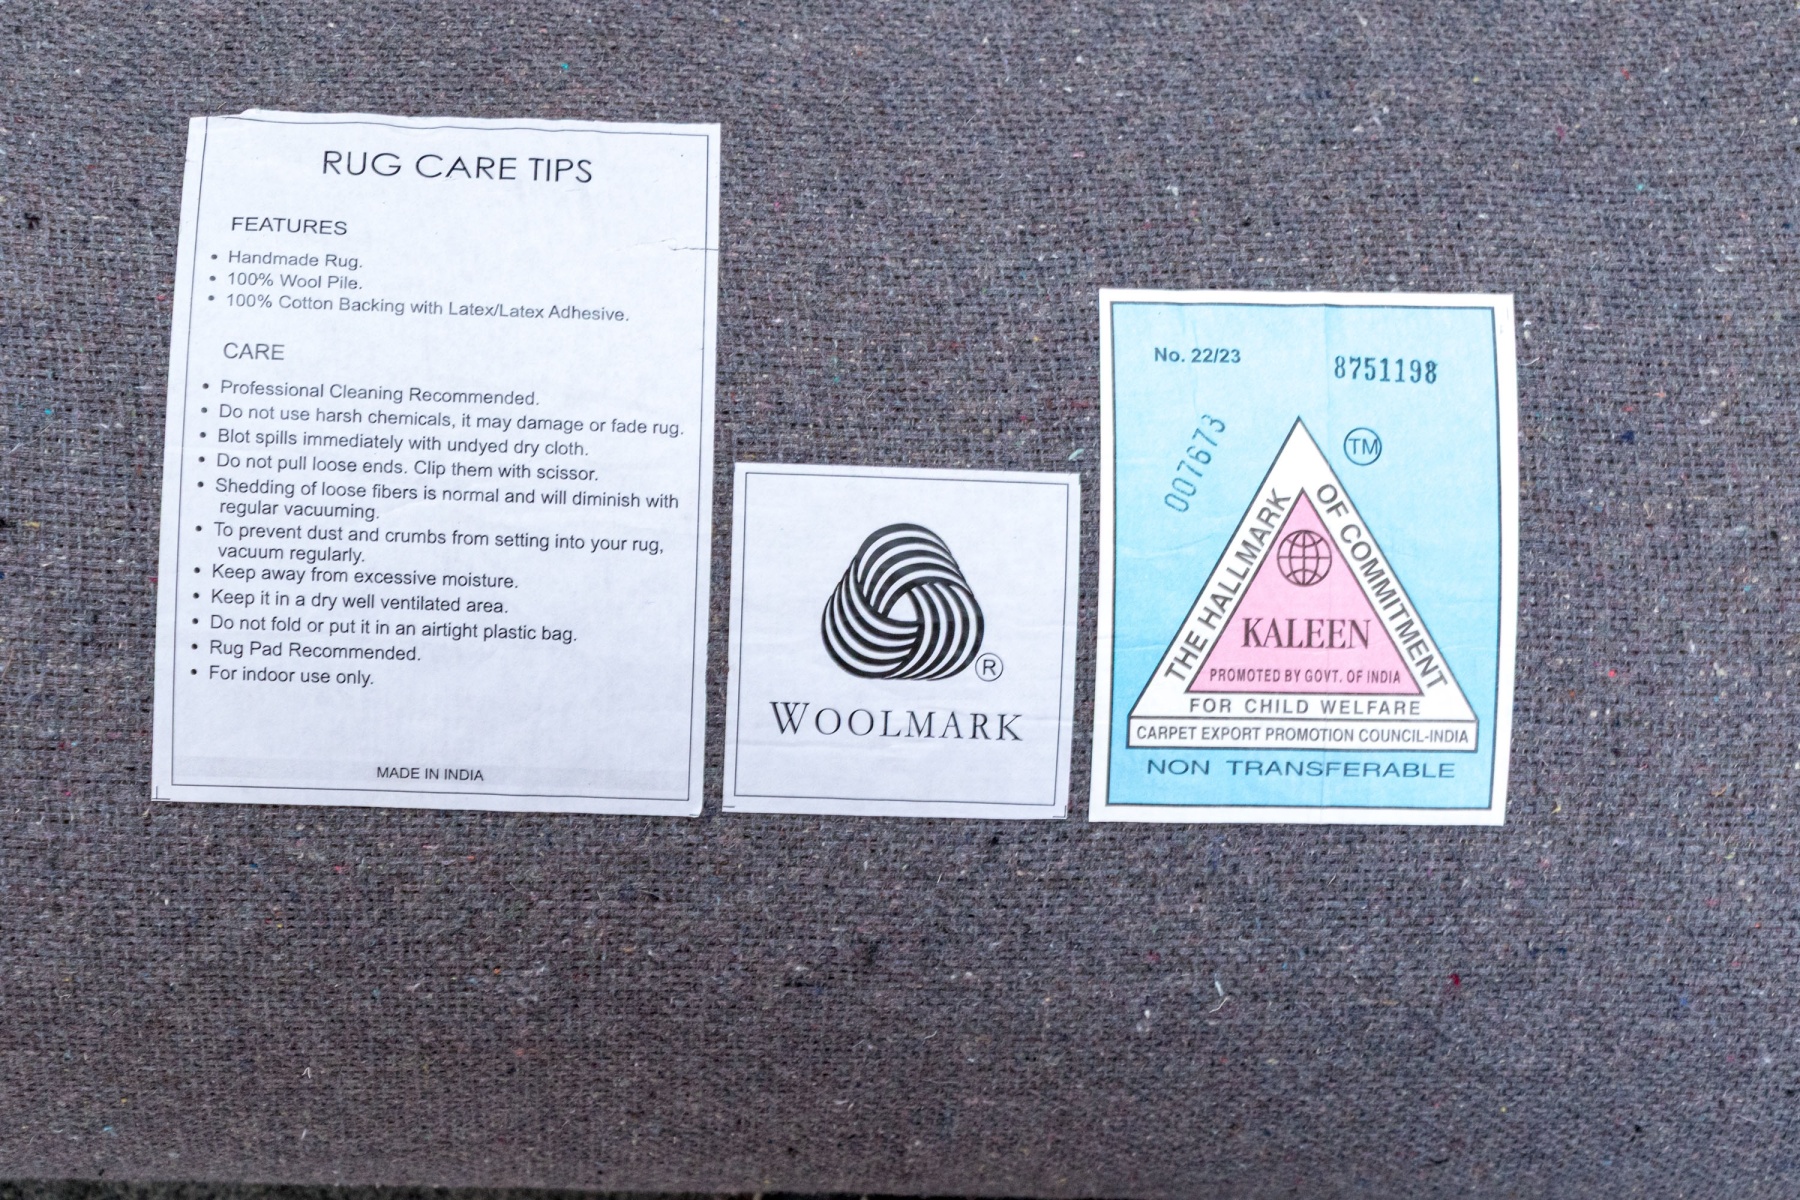 RUG CARE TIPS
FEATURES
• Handmade Rug.
• 100% Wool Pile.
• 100% Cotton Backing with Latex/Latex Adhesive.
CARE
• Professional Cleaning Recommended.
• Do not use harsh chemicals, it may damage or fade rug.
• Blot spills immediately with undyed dry cloth.
• Do not pull loose ends. Clip them with scissor.
• Shedding of loose fibers is normal and will diminish with
regular vacuuming.
• To prevent dust and crumbs from setting into your rug,
vacuum regularly.
• Keep away from excessive moisture.
• Keep it in a dry well ventilated area.
• Do not fold or put it in an airtight plastic bag.
• Rug Pad Recommended.
• For indoor use only.
MADE IN INDIA
®
WOOLMARK
No. 22/23
8751198
007673
TM
THE HALLMARK
OF COMMITMENT
KALEEN
PROMOTED BY GOVT. OF INDIA
FOR CHILD WELFARE
CARPET EXPORT PROMOTION COUNCIL-INDIA
NON TRANSFERABLE